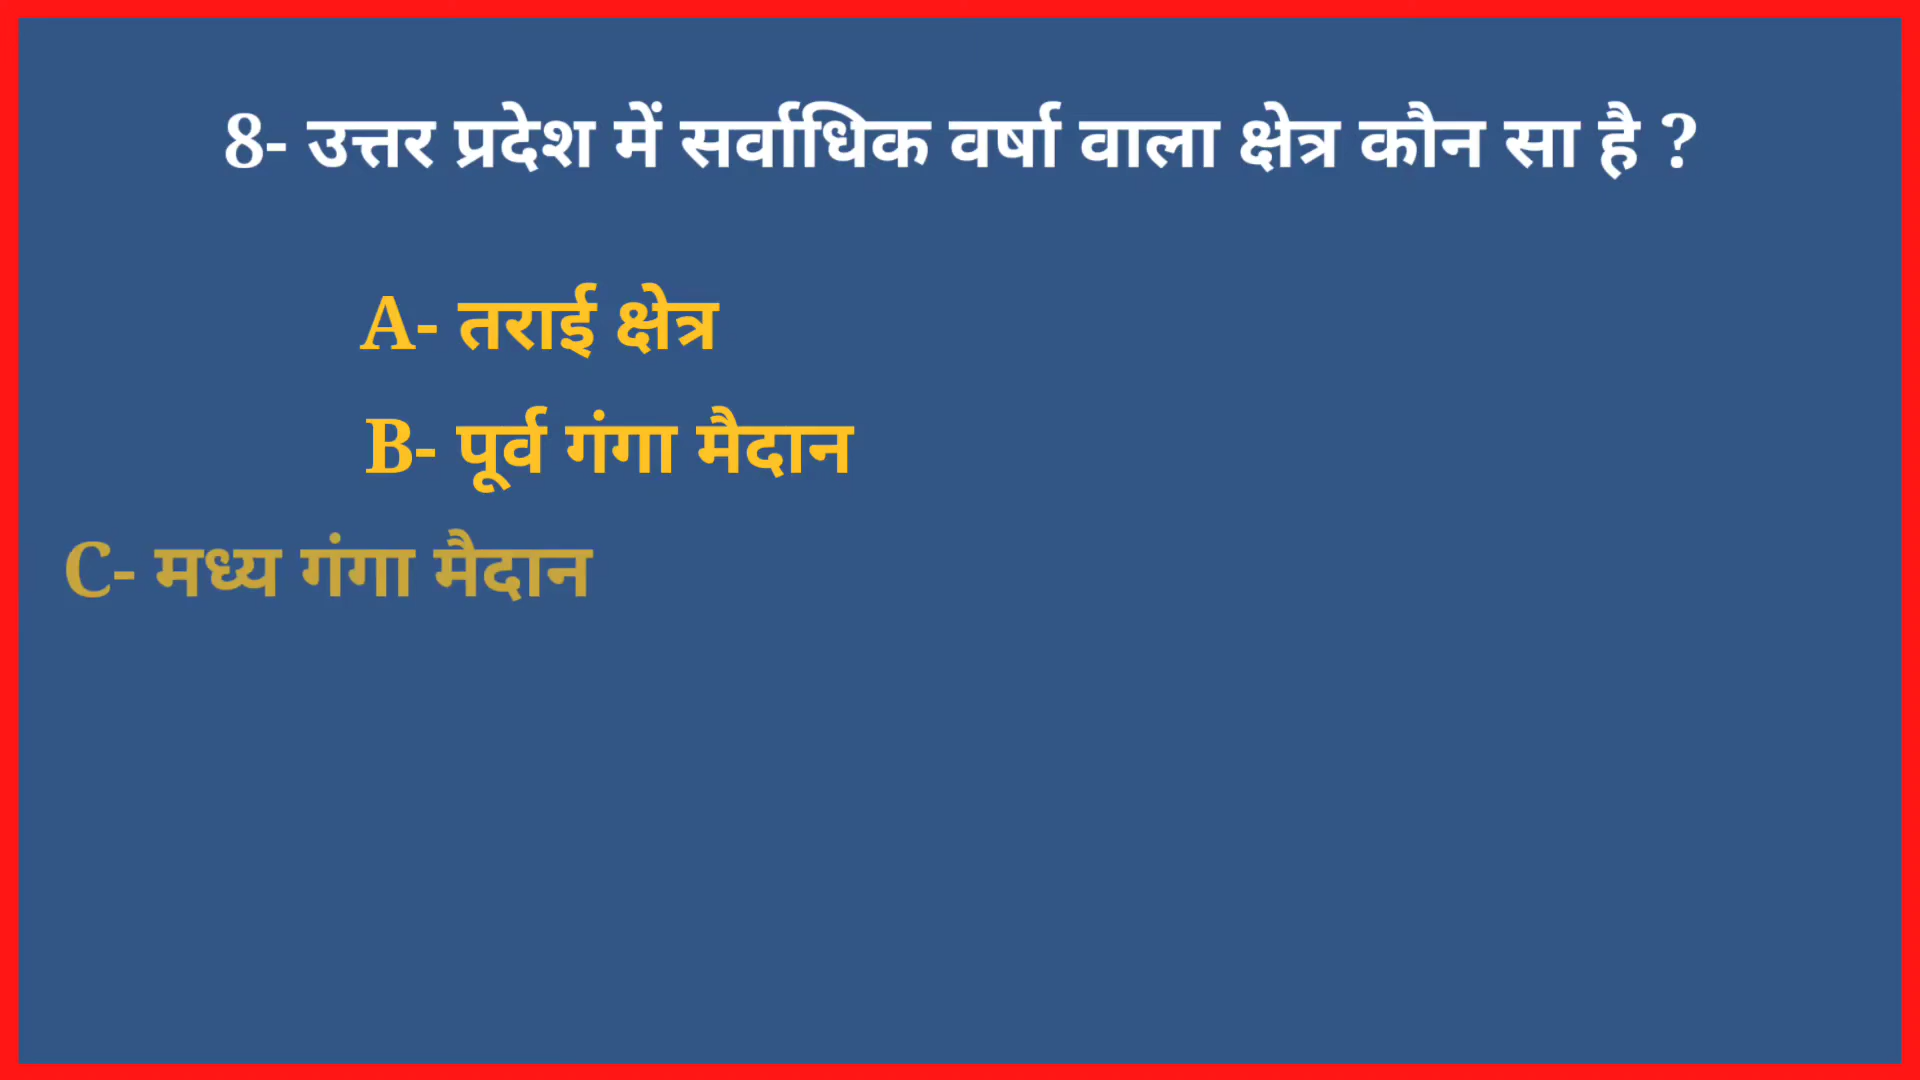 8- उत्तर प्रदेश में सर्वाधिक वर्षा वाला क्षेत्र कौन सा है ?
A- तराई क्षेत्र
B- पूर्व गंगा मैदान
C- मध्य गंगा मैदान